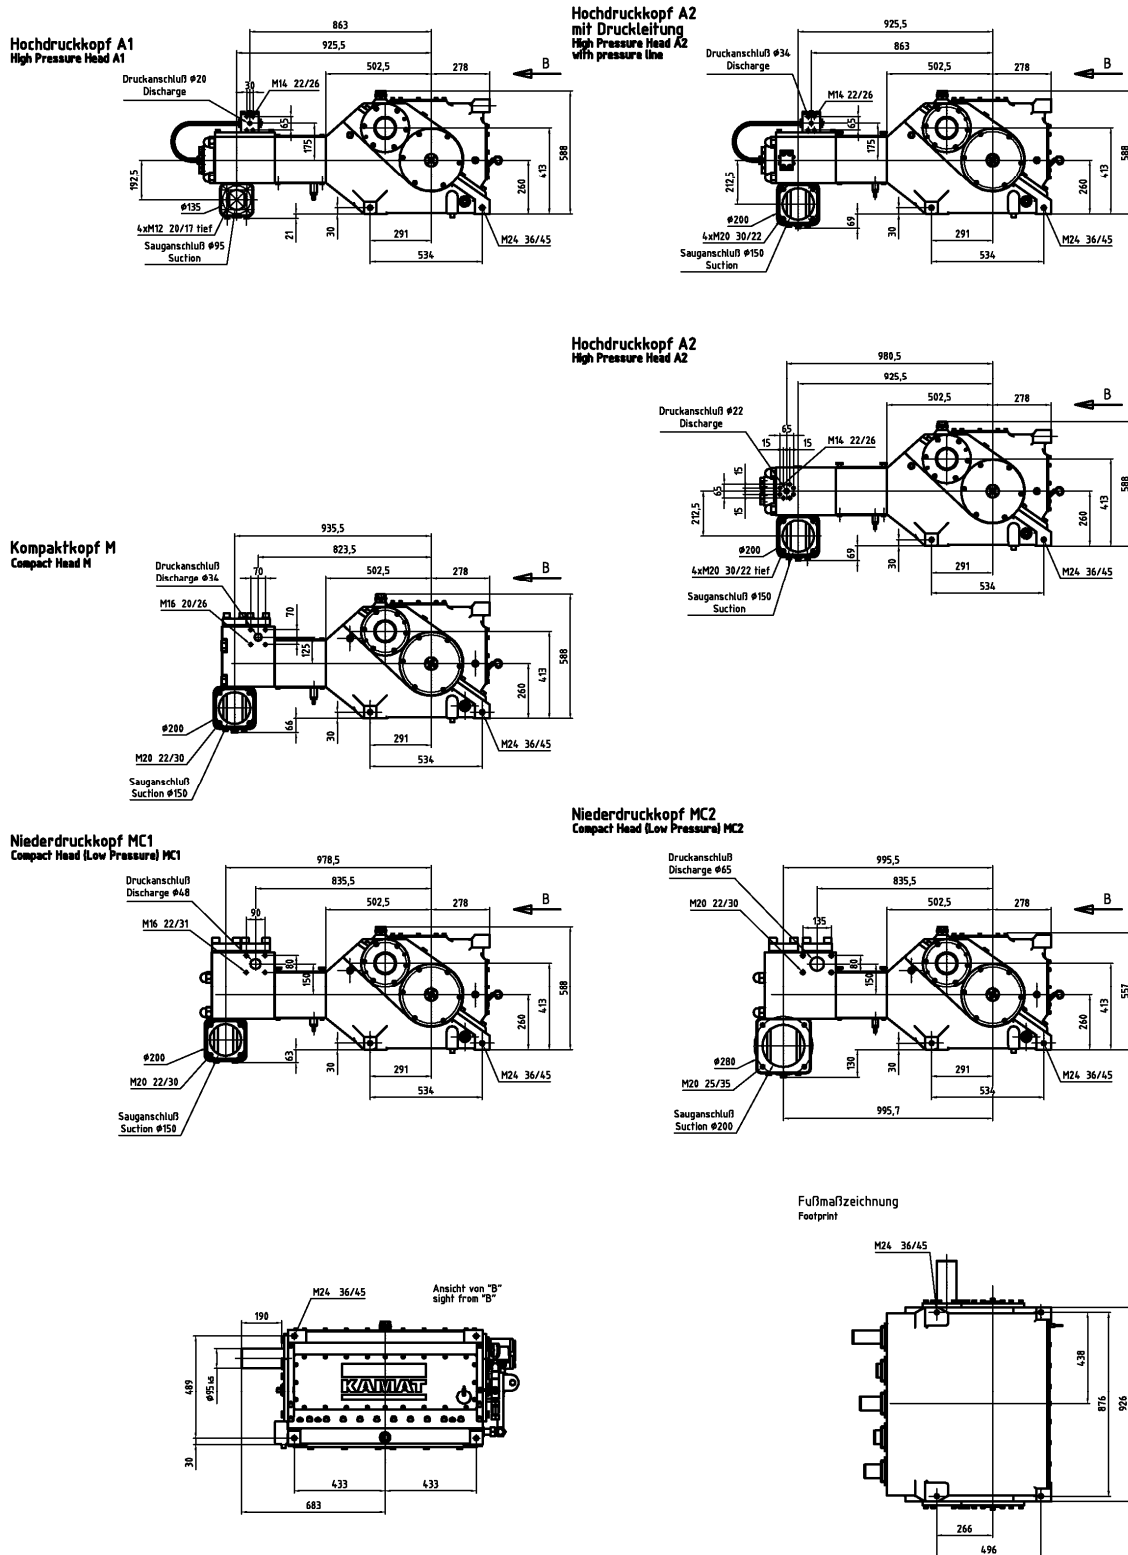 Hochdruckkopf A1
High Pressure Head A1
863
925,5
502,5
278
B
Druckanschluß Ø20
Discharge
30
M14 22/26
65
175
192,5
Ø135
4xM12 20/17 tief
Sauganschluß Ø95
Suction
21
30
291
534
M24 36/45
260
413
588
Hochdruckkopf A2
mit Druckleitung
High Pressure Head A2
with pressure line
925,5
863
502,5
278
B
Druckanschluß Ø34
Discharge
M14 22/26
65
175
212,5
Ø200
4xM20 30/22
Sauganschluß Ø150
Suction
69
30
291
534
M24 36/45
260
413
588
Hochdruckkopf A2
High Pressure Head A2
980,5
925,5
502,5
278
B
Druckanschluß Ø22
Discharge
65
15
15
M14 22/26
15
65
15
212,5
Ø200
4xM20 30/22 tief
Sauganschluß Ø150
Suction
69
30
291
534
M24 36/45
260
413
588
Kompaktkopf M
Compact Head M
935,5
823,5
502,5
278
B
Druckanschluß
Discharge Ø34
70
M16 20/26
70
125
Ø200
M20 22/30
Sauganschluß
Suction Ø150
66
30
291
534
M24 36/45
260
413
588
Niederdruckkopf MC1
Compact Head (Low Pressure) MC1
978,5
835,5
502,5
278
B
Druckanschluß
Discharge Ø48
90
M16 22/31
80
150
Ø200
M20 22/30
Sauganschluß
Suction Ø150
63
30
291
534
M24 36/45
260
413
588
Niederdruckkopf MC2
Compact Head (Low Pressure) MC2
995,5
835,5
502,5
278
B
Druckanschluß
Discharge Ø65
M20 22/30
135
80
150
Ø280
M20 25/35
Sauganschluß
Suction Ø200
130
30
291
534
995,7
M24 36/45
260
413
557
Ansicht von "B"
sight from "B"
M24 36/45
190
489
Ø95k6
30
KAMAT
433
433
683
Fußmaßzeichnung
Footprint
M24 36/45
438
876
926
266
496